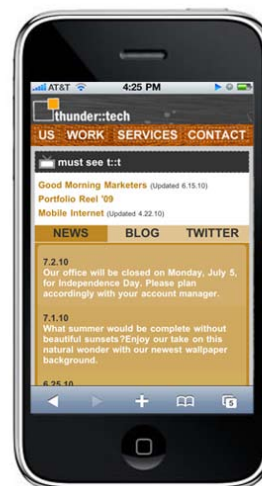 AT&T 4:25 PM
thunder::tech
US WORK SERVICES CONTACT
must see t::t
Good Morning Marketers (Updated 6.15.10)
Portfolio Reel '09
Mobile Internet (Updated 4.22.10)
NEWS BLOG TWITTER
7.2.10
Our office will be closed on Monday, July 5,
for Independence Day. Please plan
accordingly with your account manager.
7.1.10
What summer would be complete without
beautiful sunsets?Enjoy our take on this
natural wonder with our newest wallpaper
background.
6.25.10
5